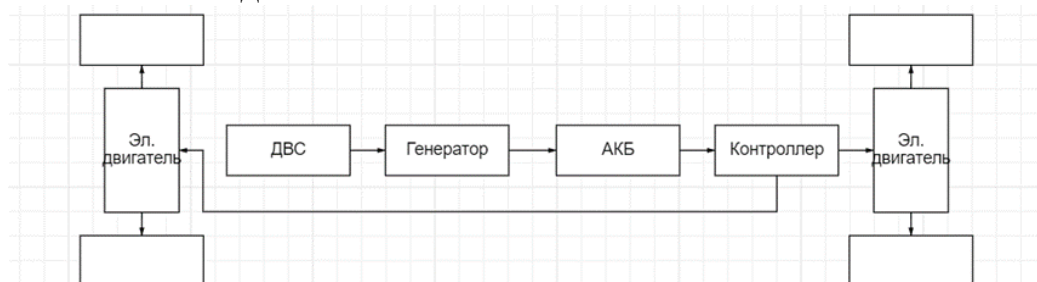 Эл.
двигатель
ДВС
Генератор
АКБ
Контроллер
Эл.
двигатель